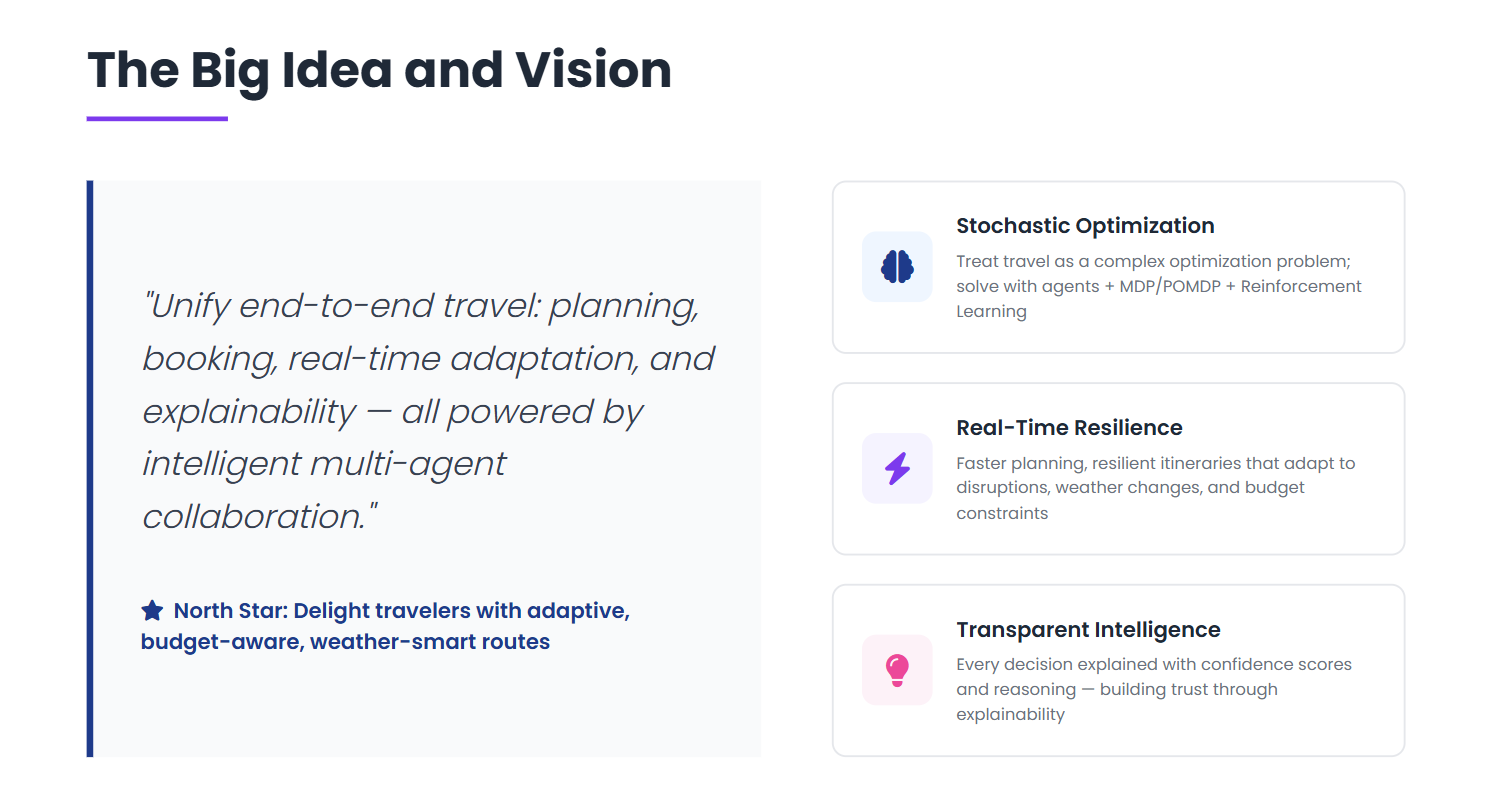 The Big Idea and Vision
"Unify end-to-end travel: planning,
booking, real-time adaptation, and
explainability — all powered by
intelligent multi-agent
collaboration."
North Star: Delight travelers with adaptive,
budget-aware, weather-smart routes
Stochastic Optimization
Treat travel as a complex optimization problem;
solve with agents + MDP/POMDP + Reinforcement
Learning
Real-Time Resilience
Faster planning, resilient itineraries that adapt to
disruptions, weather changes, and budget
constraints
Transparent Intelligence
Every decision explained with confidence scores
and reasoning — building trust through
explainability